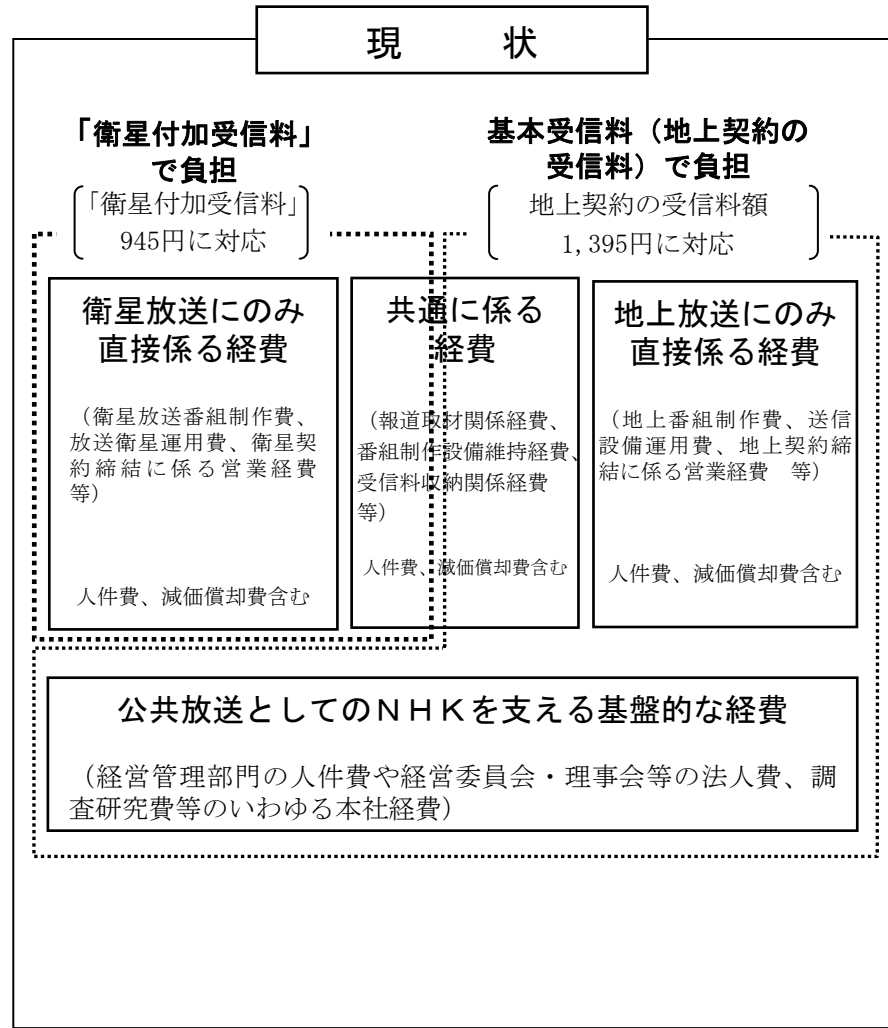 現　　状
「衛星付加受信料」
で負担
「衛星付加受信料」
945円に対応
基本受信料（地上契約の
受信料）で負担
地上契約の受信料額
1,395円に対応
衛星放送にのみ
直接係る経費
（衛星放送番組制作費、
放送衛星運用費、衛星契
約締結に係る営業経費
等）
人件費、減価償却費含む
共通に係る
経費
（報道取材関係経費、
番組制作設備維持経費、
受信料収納関係経費
等）
人件費、減価償却費含む
地上放送にのみ
直接係る経費
（地上番組制作費、送信
設備運用費、地上契約締
結に係る営業経費　等）
人件費、減価償却費含む
公共放送としてのＮＨＫを支える基盤的な経費
（経営管理部門の人件費や経営委員会・理事会等の法人費、調
査研究費等のいわゆる本社経費）